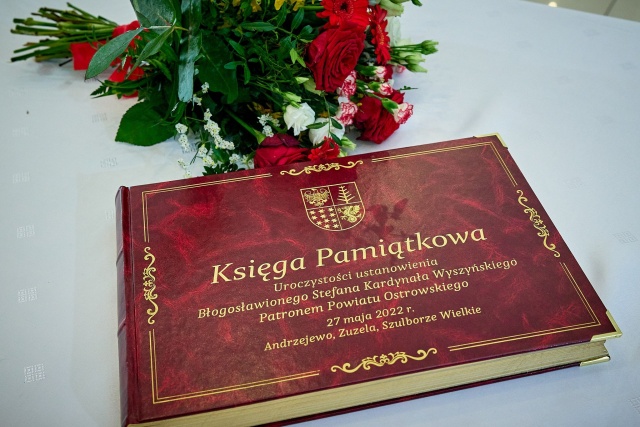 Księga Pamiątkowa
Uroczystości ustanowienia
Błogosławionego Stefana Kardynała Wyszyńskiego
Patronem Powiatu Ostrowskiego
27 maja 2022 r.
Andrzejewo, Zuzela, Szulborze Wielkie